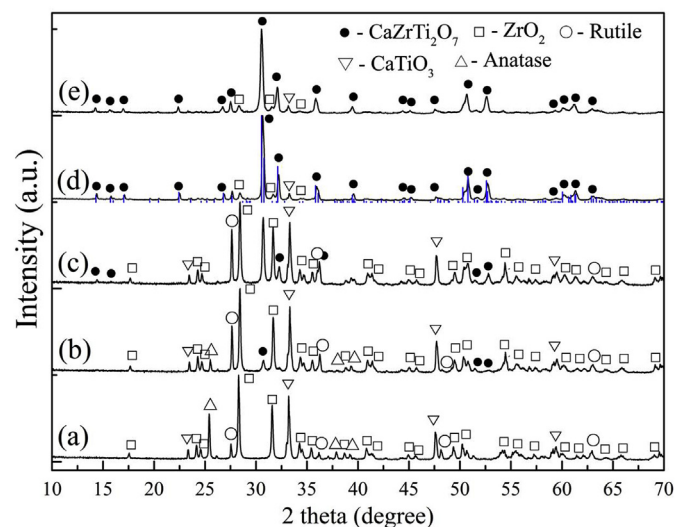 ● - CaZrTi₂O₇ □ - ZrO₂ ○ - Rutile
▽ - CaTiO₃ △ - Anatase
(e)
(d)
(c)
(b)
(a)
Intensity (a.u.)
10 15 20 25 30 35 40 45 50 55 60 65 70
2 theta (degree)